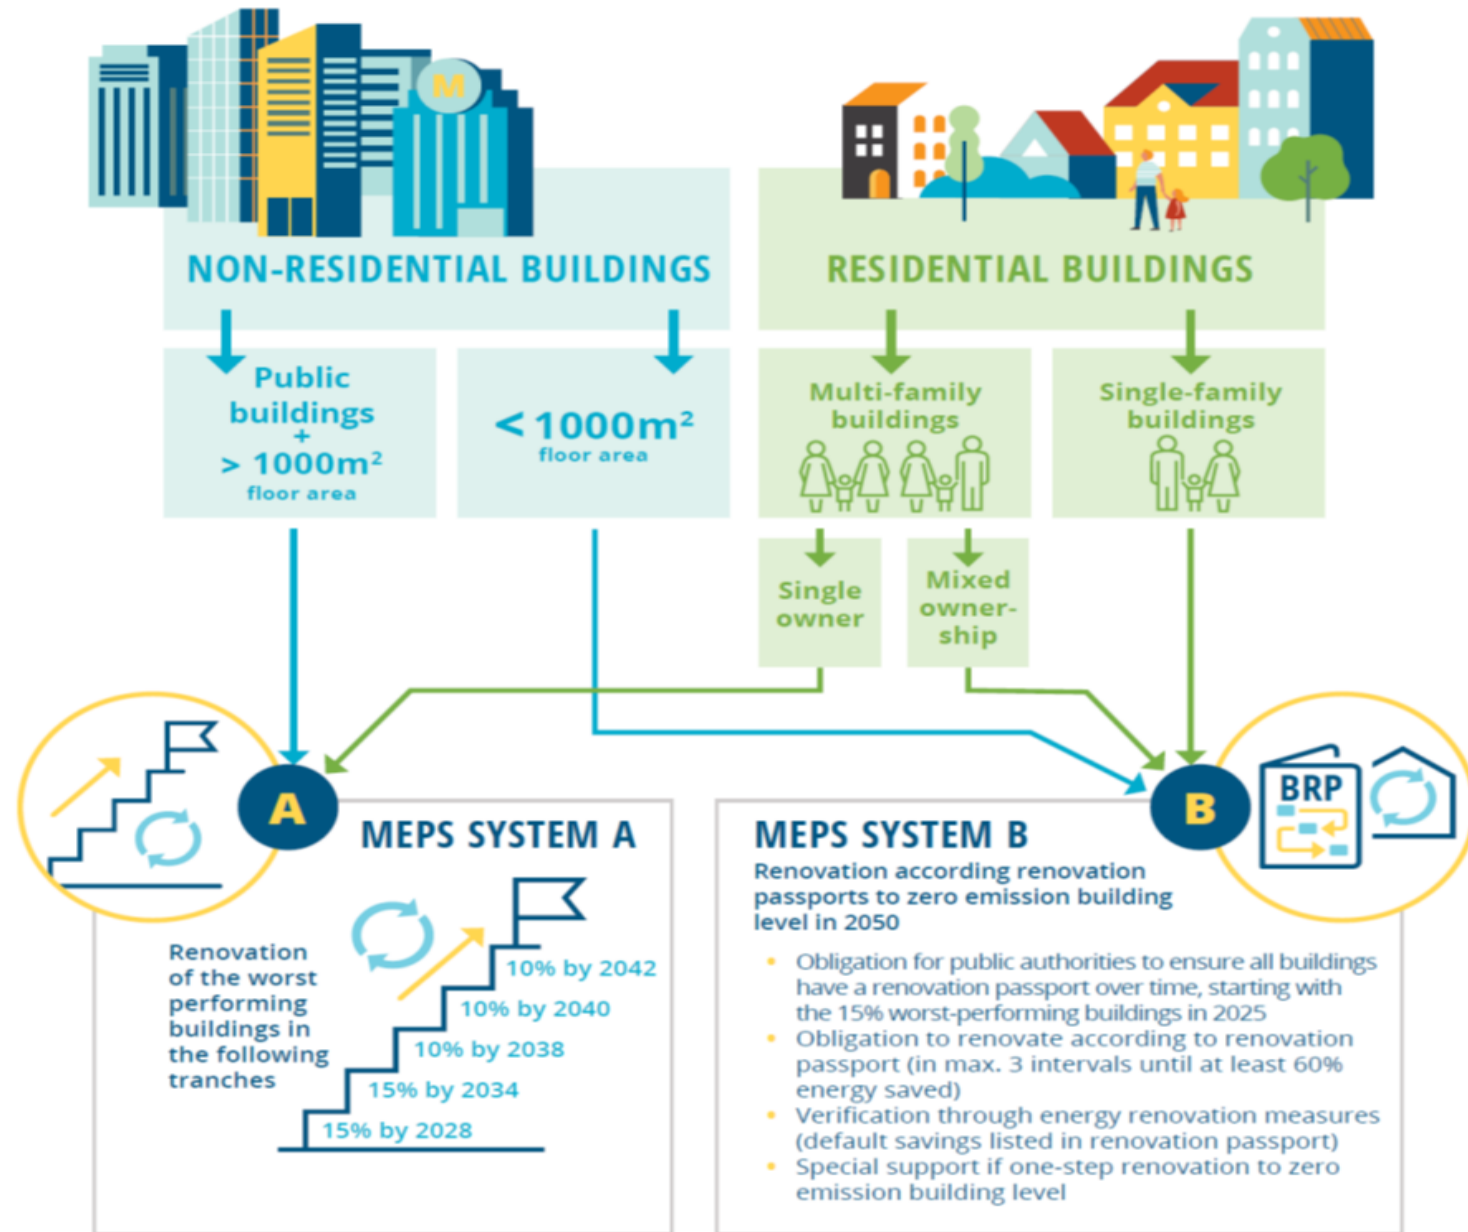 M
NON-RESIDENTIAL BUILDINGS
RESIDENTIAL BUILDINGS
Public
buildings
+
> 1000m²
floor area
< 1000m²
floor area
Multi-family
buildings
Single-family
buildings
Single
owner
Mixed
owner-
ship
A
MEPS SYSTEM A
Renovation
of the worst
performing
buildings in
the following
tranches
10% by 2042
10% by 2040
10% by 2038
15% by 2034
15% by 2028
B
BRP
MEPS SYSTEM B
Renovation according renovation
passports to zero emission building
level in 2050
• Obligation for public authorities to ensure all buildings
have a renovation passport over time, starting with
the 15% worst-performing buildings in 2025
• Obligation to renovate according to renovation
passport (in max. 3 intervals until at least 60%
energy saved)
• Verification through energy renovation measures
(default savings listed in renovation passport)
• Special support if one-step renovation to zero
emission building level